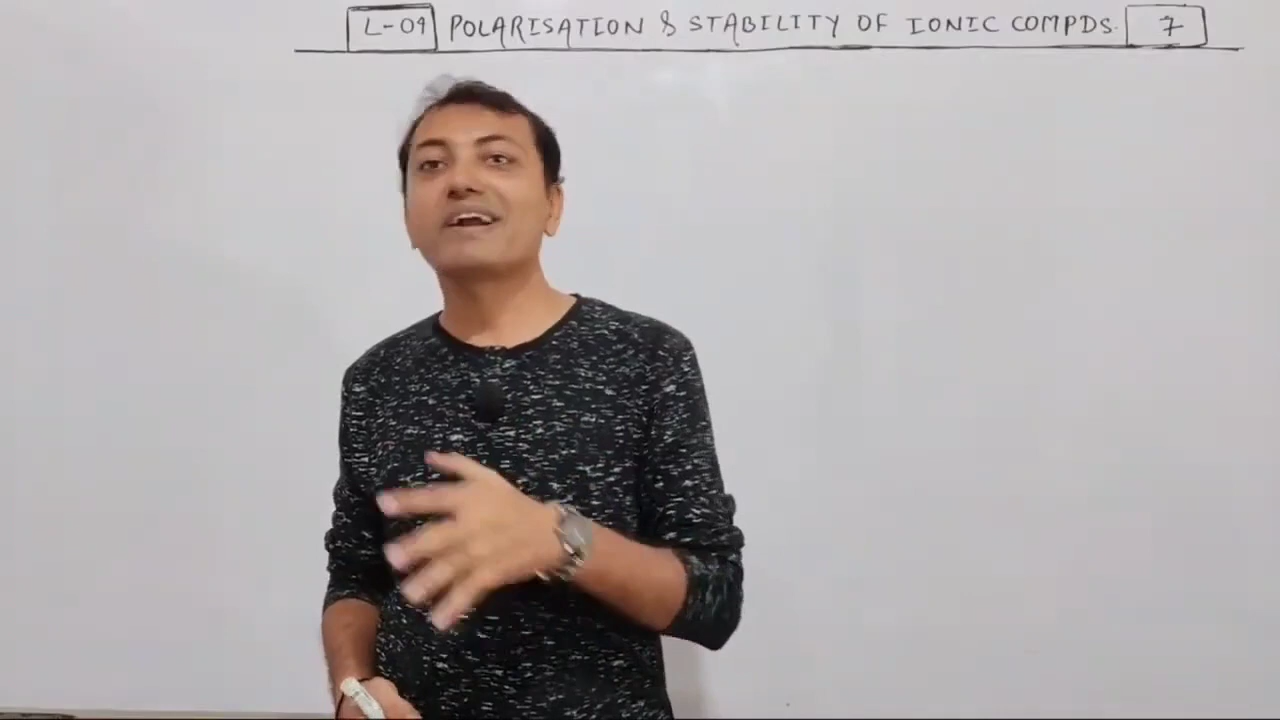 L-09 POLARISATION & STABILITY OF IONIC COMPDS. 7